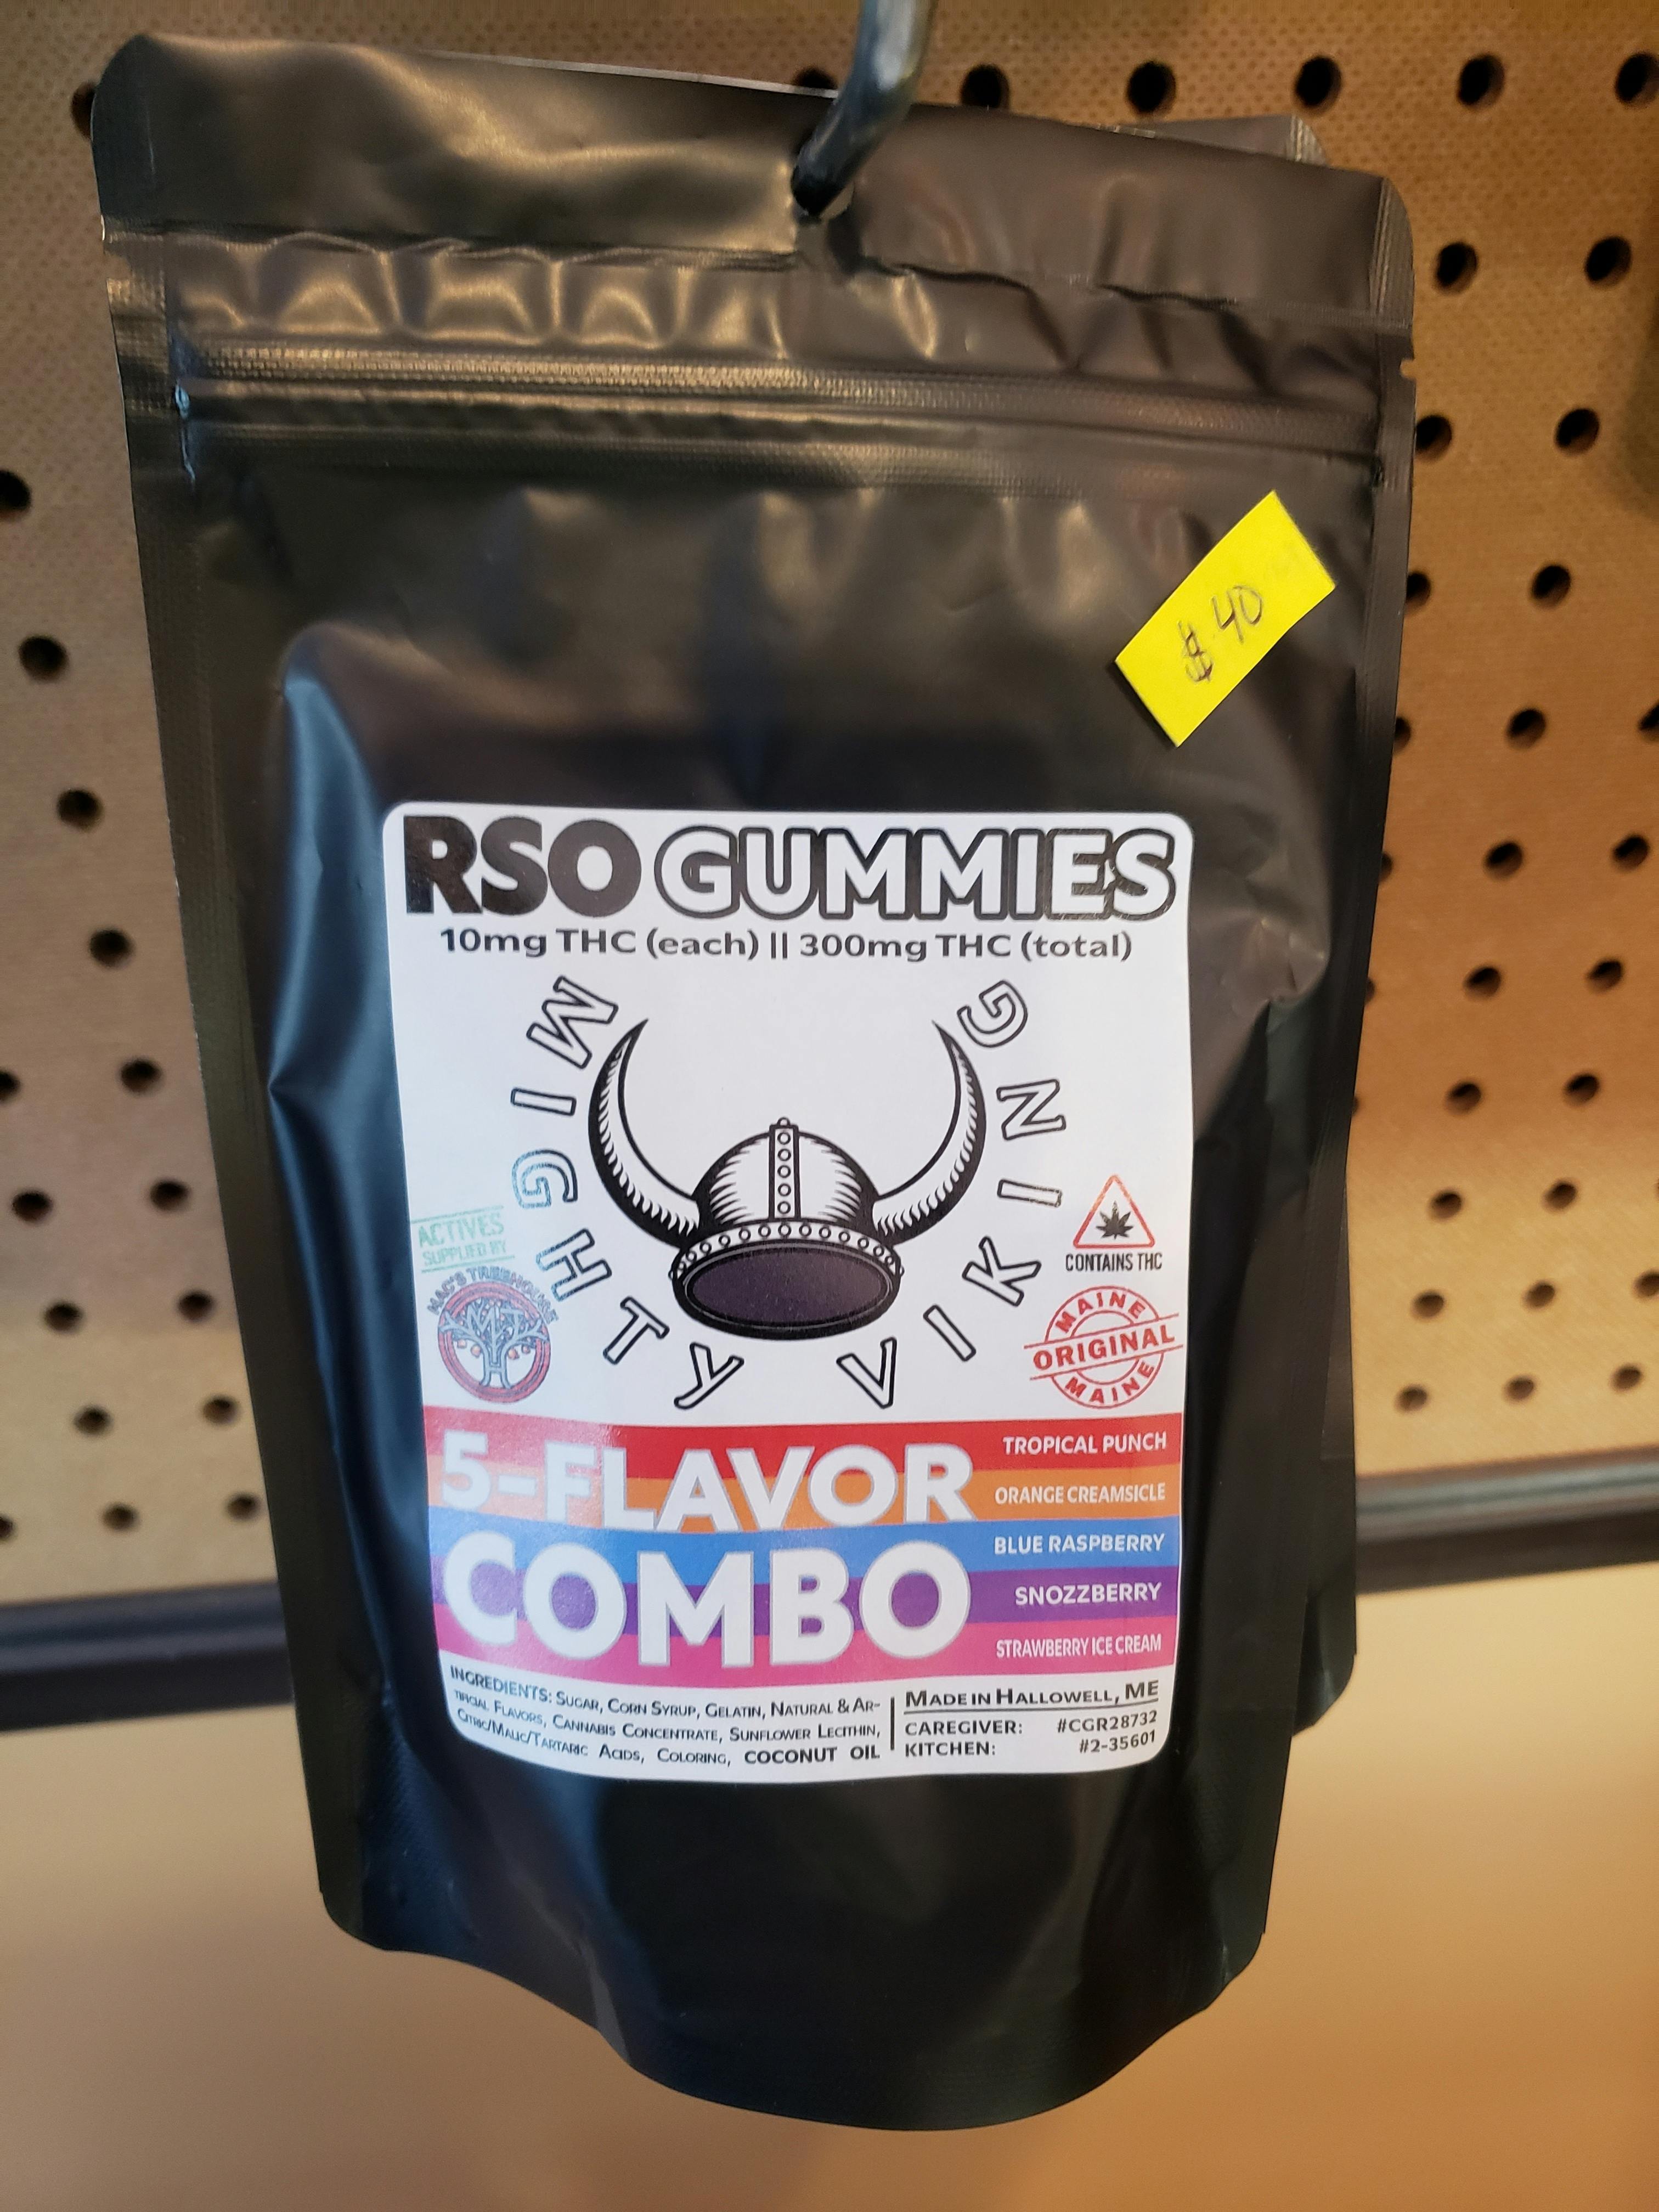 $ 40
RSO GUMMIES
10mg THC (each) || 300mg THC (total)
MIGHTY VIKING
ACTIVES
SUPPLIED BY
MAC'S TREEHOUSE
CONTAINS THC
MAINE
ORIGINAL
MAINE
5-FLAVOR
COMBO
TROPICAL PUNCH
ORANGE CREAMSICLE
BLUE RASPBERRY
SNOZZBERRY
STRAWBERRY ICE CREAM
INGREDIENTS: SUGAR, CORN SYRUP, GELATIN, NATURAL & AR-
TIFICIAL FLAVORS, CANNABIS CONCENTRATE, SUNFLOWER LECITHIN,
CITRIC/MALIC/TARTARIC ACIDS, COLORING, COCONUT OIL
MADE IN HALLOWELL, ME
CAREGIVER: #CGR28732
KITCHEN: #2-35601